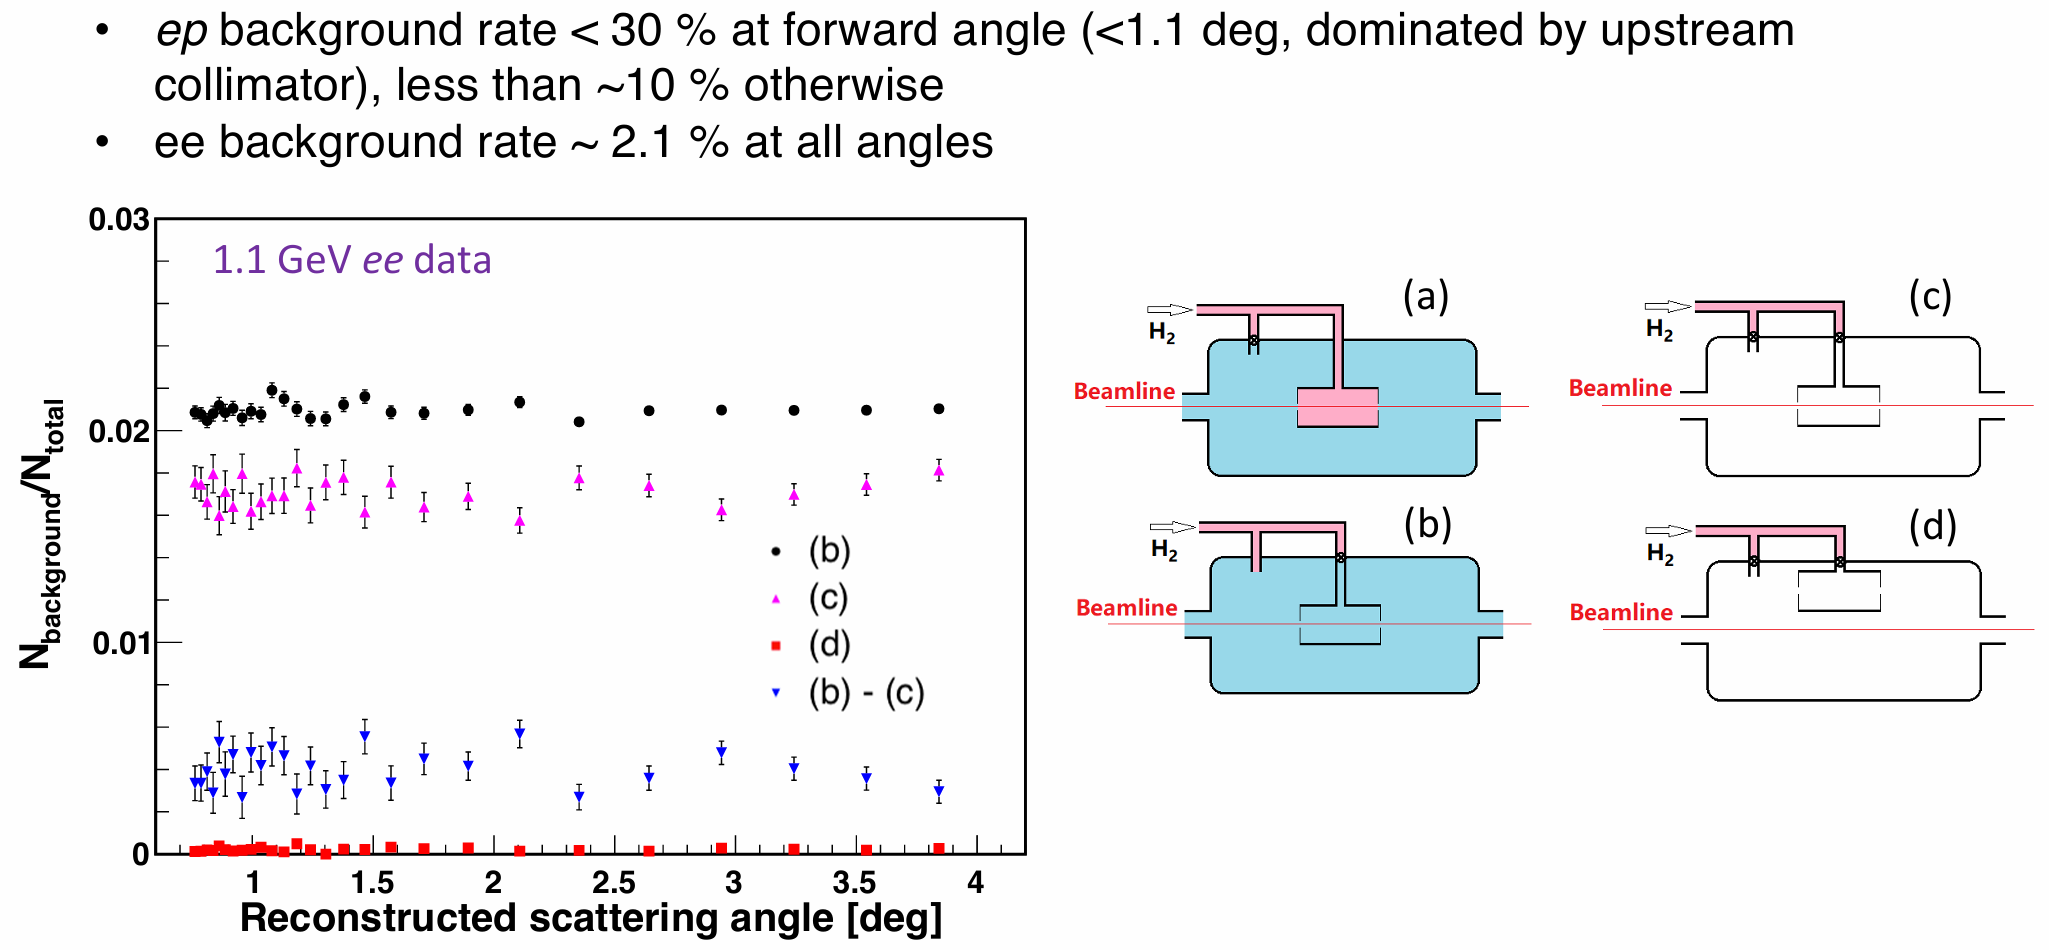 • ep background rate < 30 % at forward angle (<1.1 deg, dominated by upstream
collimator), less than ~10 % otherwise
• ee background rate ~ 2.1 % at all angles
0.03
1.1 GeV ee data
0.02
0.01
0
N_background/N_total
(b)
(c)
(d)
(b) - (c)
1 1.5 2 2.5 3 3.5 4
Reconstructed scattering angle [deg]
(a)
H₂
Beamline
(c)
H₂
Beamline
(b)
H₂
Beamline
(d)
H₂
Beamline